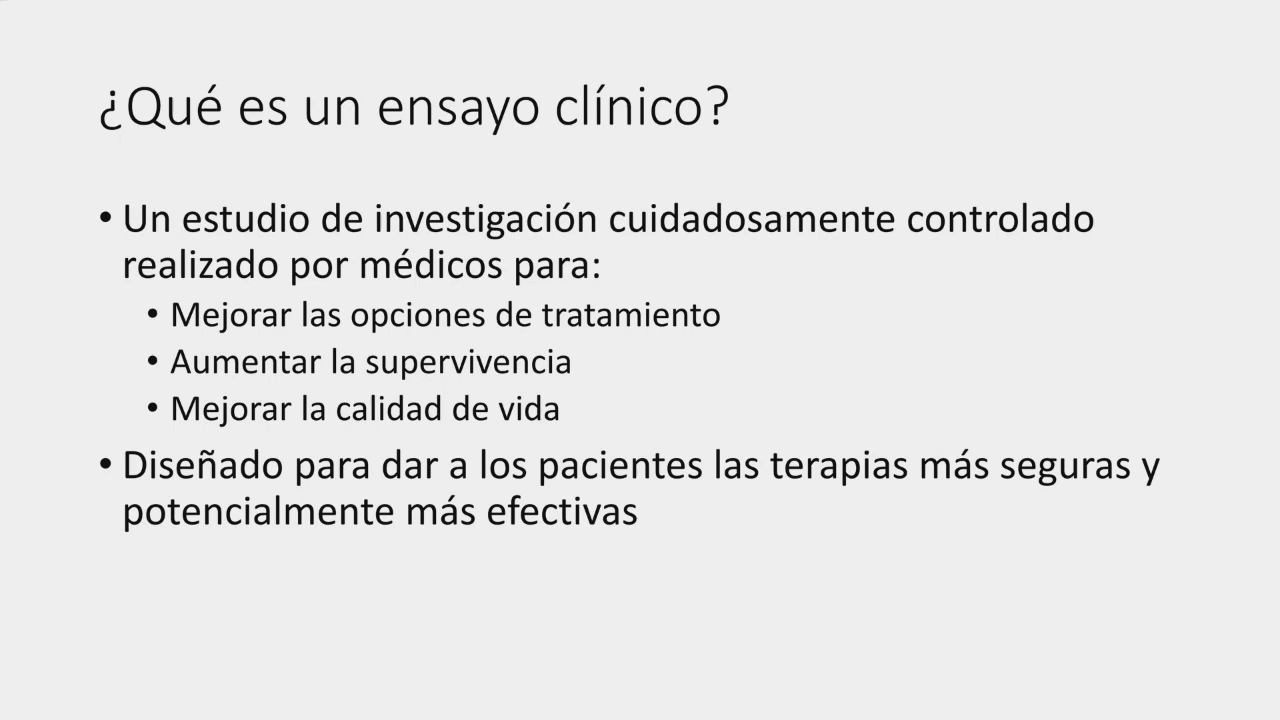 ¿Qué es un ensayo clínico?
• Un estudio de investigación cuidadosamente controlado
realizado por médicos para:
• Mejorar las opciones de tratamiento
• Aumentar la supervivencia
• Mejorar la calidad de vida
• Diseñado para dar a los pacientes las terapias más seguras y
potencialmente más efectivas